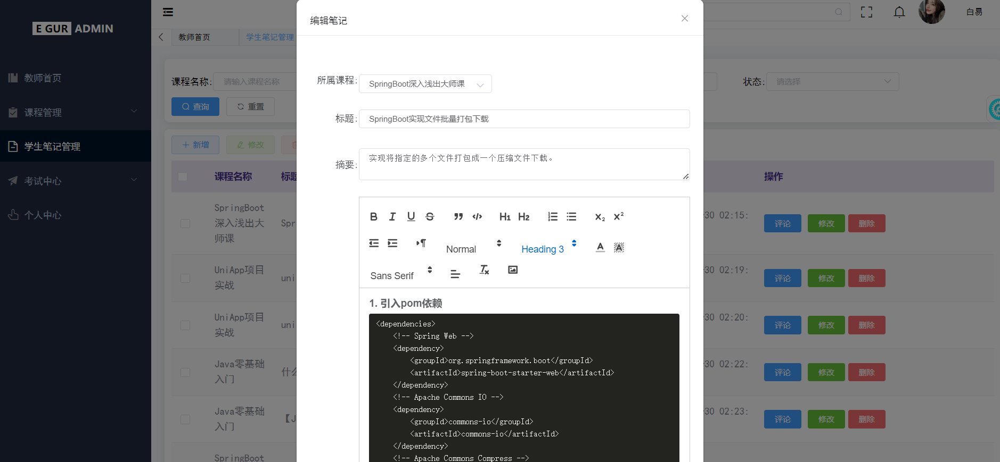 E GUR ADMIN
教师首页
课程管理
学生笔记管理
考试中心
个人中心
白易
教师首页
学生笔记管理
课程名称:
请输入课程名称
状态:
请选择
查询
重置
新增
修改
课程名称
标题
操作
SpringBoot
深入浅出大
师课
Spr
30 02:15:
评论
修改
删除
UniApp项目
实战
uni
30 02:19:
评论
修改
删除
UniApp项目
实战
uni
30 02:20:
评论
修改
删除
Java零基础
入门
什么
30 02:22:
评论
修改
删除
Java零基础
入门
【J
30 02:23:
评论
修改
删除
SpringBoot
编辑笔记
所属课程:
SpringBoot深入浅出大师课
标题:
SpringBoot实现文件批量打包下载
摘要:
实现将指定的多个文件打包成一个压缩文件下载。
Normal
Heading 3
Sans Serif
1. 引入pom依赖
<dependencies>
<!-- Spring Web -->
<dependency>
<groupId>org.springframework.boot</groupId>
<artifactId>spring-boot-starter-web</artifactId>
</dependency>
<!-- Apache Commons IO -->
<dependency>
<groupId>commons-io</groupId>
<artifactId>commons-io</artifactId>
</dependency>
<!-- Apache Commons Compress -->